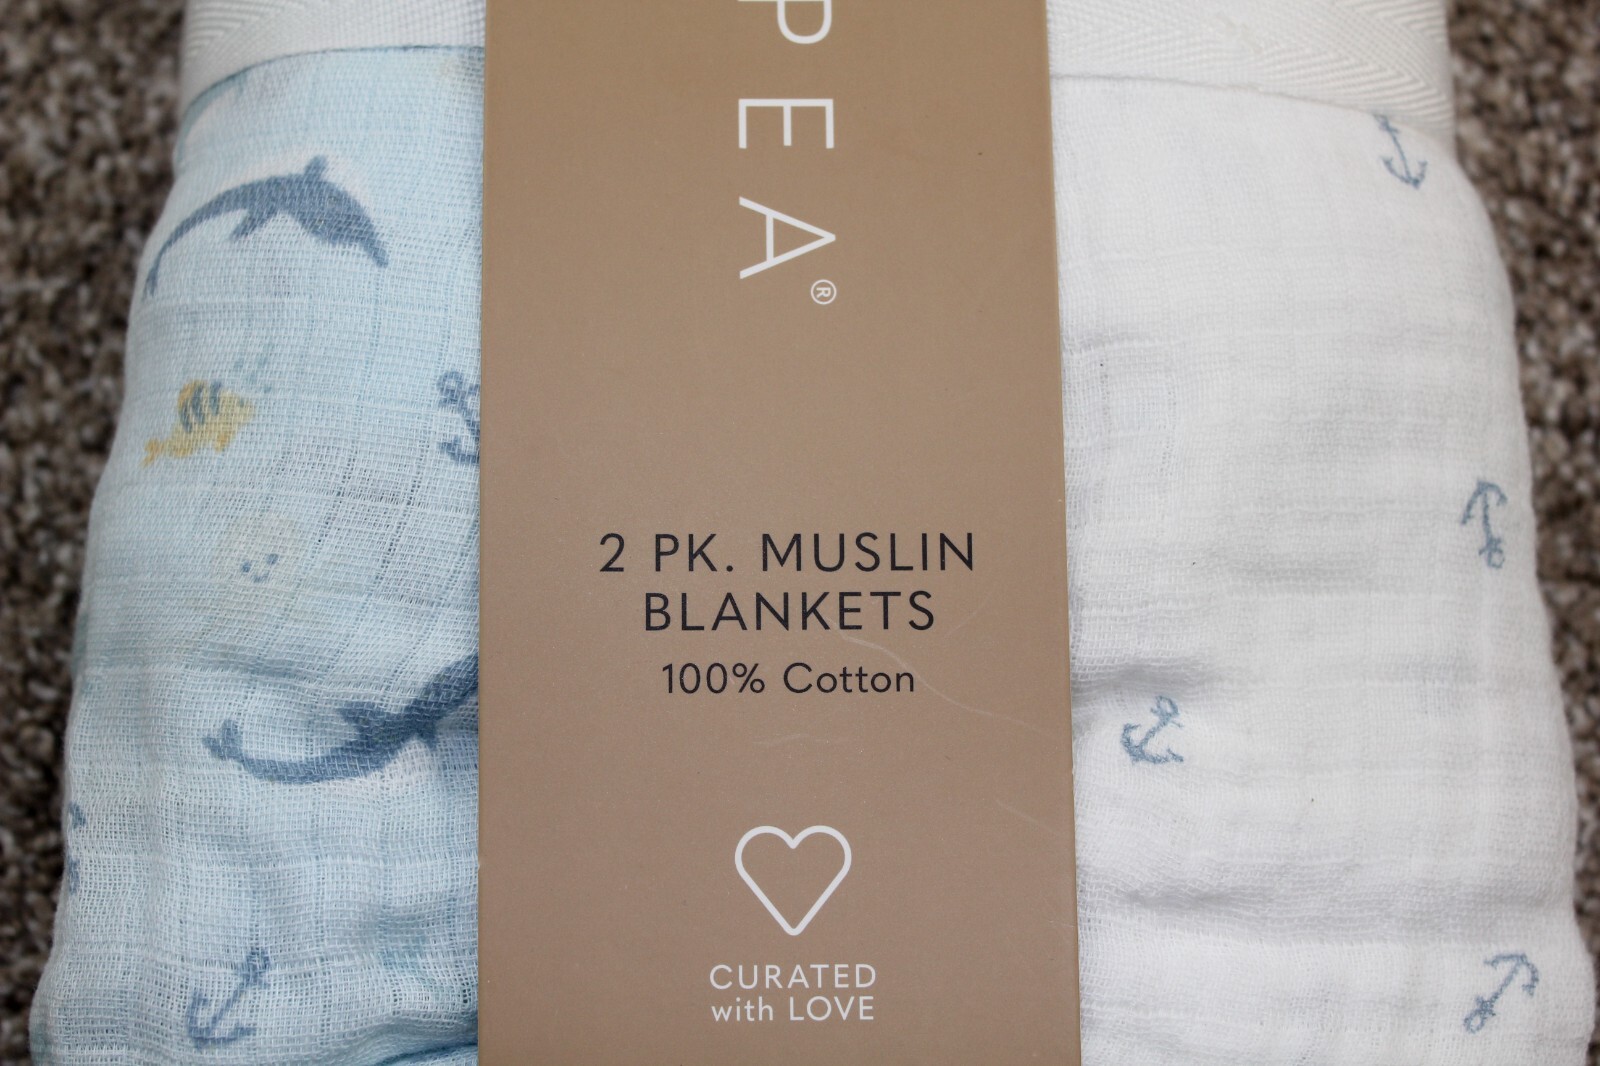 PEA®
2 PK. MUSLIN
BLANKETS
100% Cotton
CURATED
with LOVE